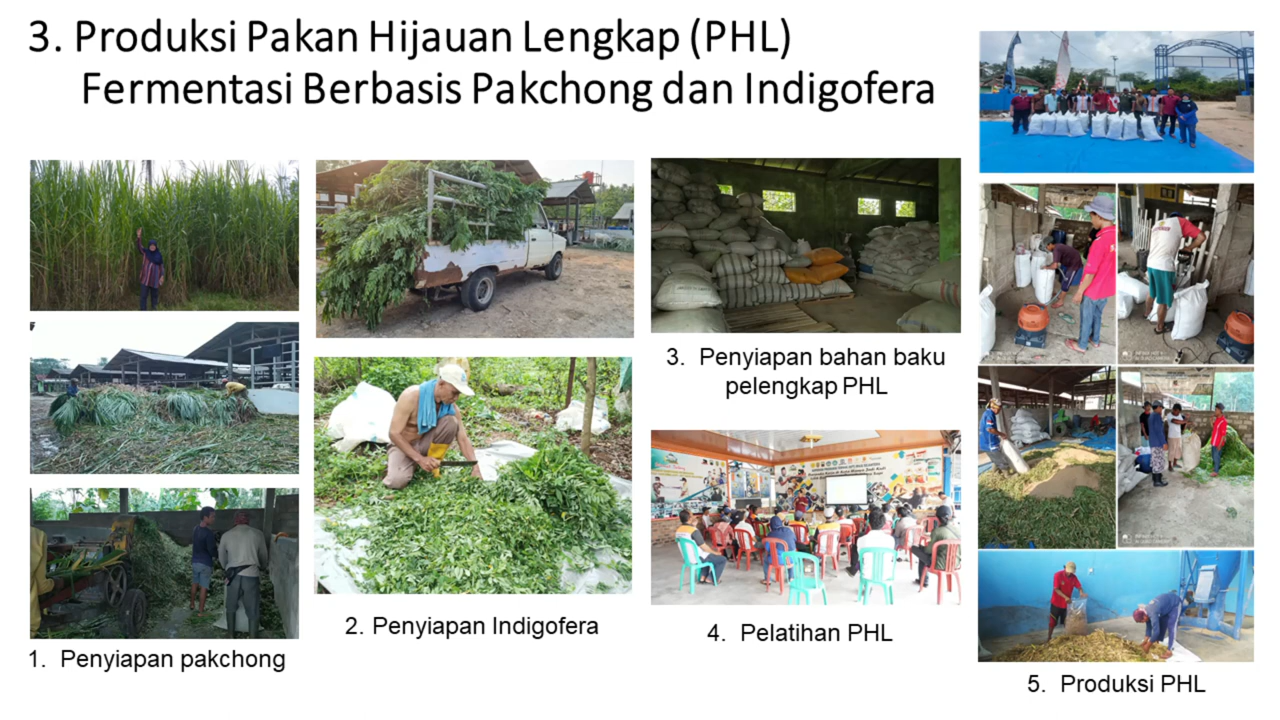 3. Produksi Pakan Hijauan Lengkap (PHL)
Fermentasi Berbasis Pakchong dan Indigofera
1. Penyiapan pakchong
2. Penyiapan Indigofera
3. Penyiapan bahan baku
pelengkap PHL
4. Pelatihan PHL
5. Produksi PHL